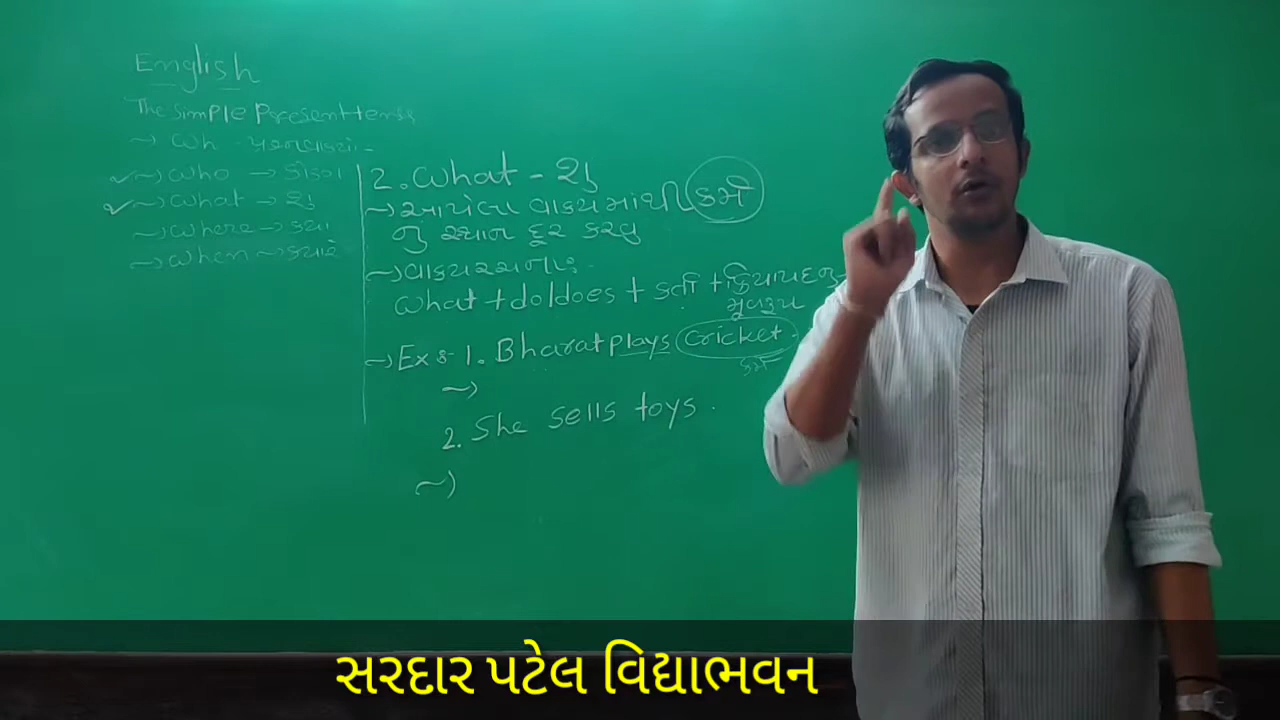 English
The Simple Present tense
~) Wh - પ્રશ્નવાક્યો -
✓~) Who -> કોણ
✓~) What -> શું
~) Where -> ક્યાં
~) When -> ક્યારે
2. What - શું
~) આપેલા વાક્યમાંથી કર્મ
નું સ્થાન દૂર કરવું
~) વાક્યરચના:-
What + do/does + કર્તા + ક્રિયાપદનું
મૂળરૂપ
~) Ex:- 1. Bharat plays Cricket.
કર્મ
~)
2. She sells toys.
~)
સરદાર પટેલ વિદ્યાભવન